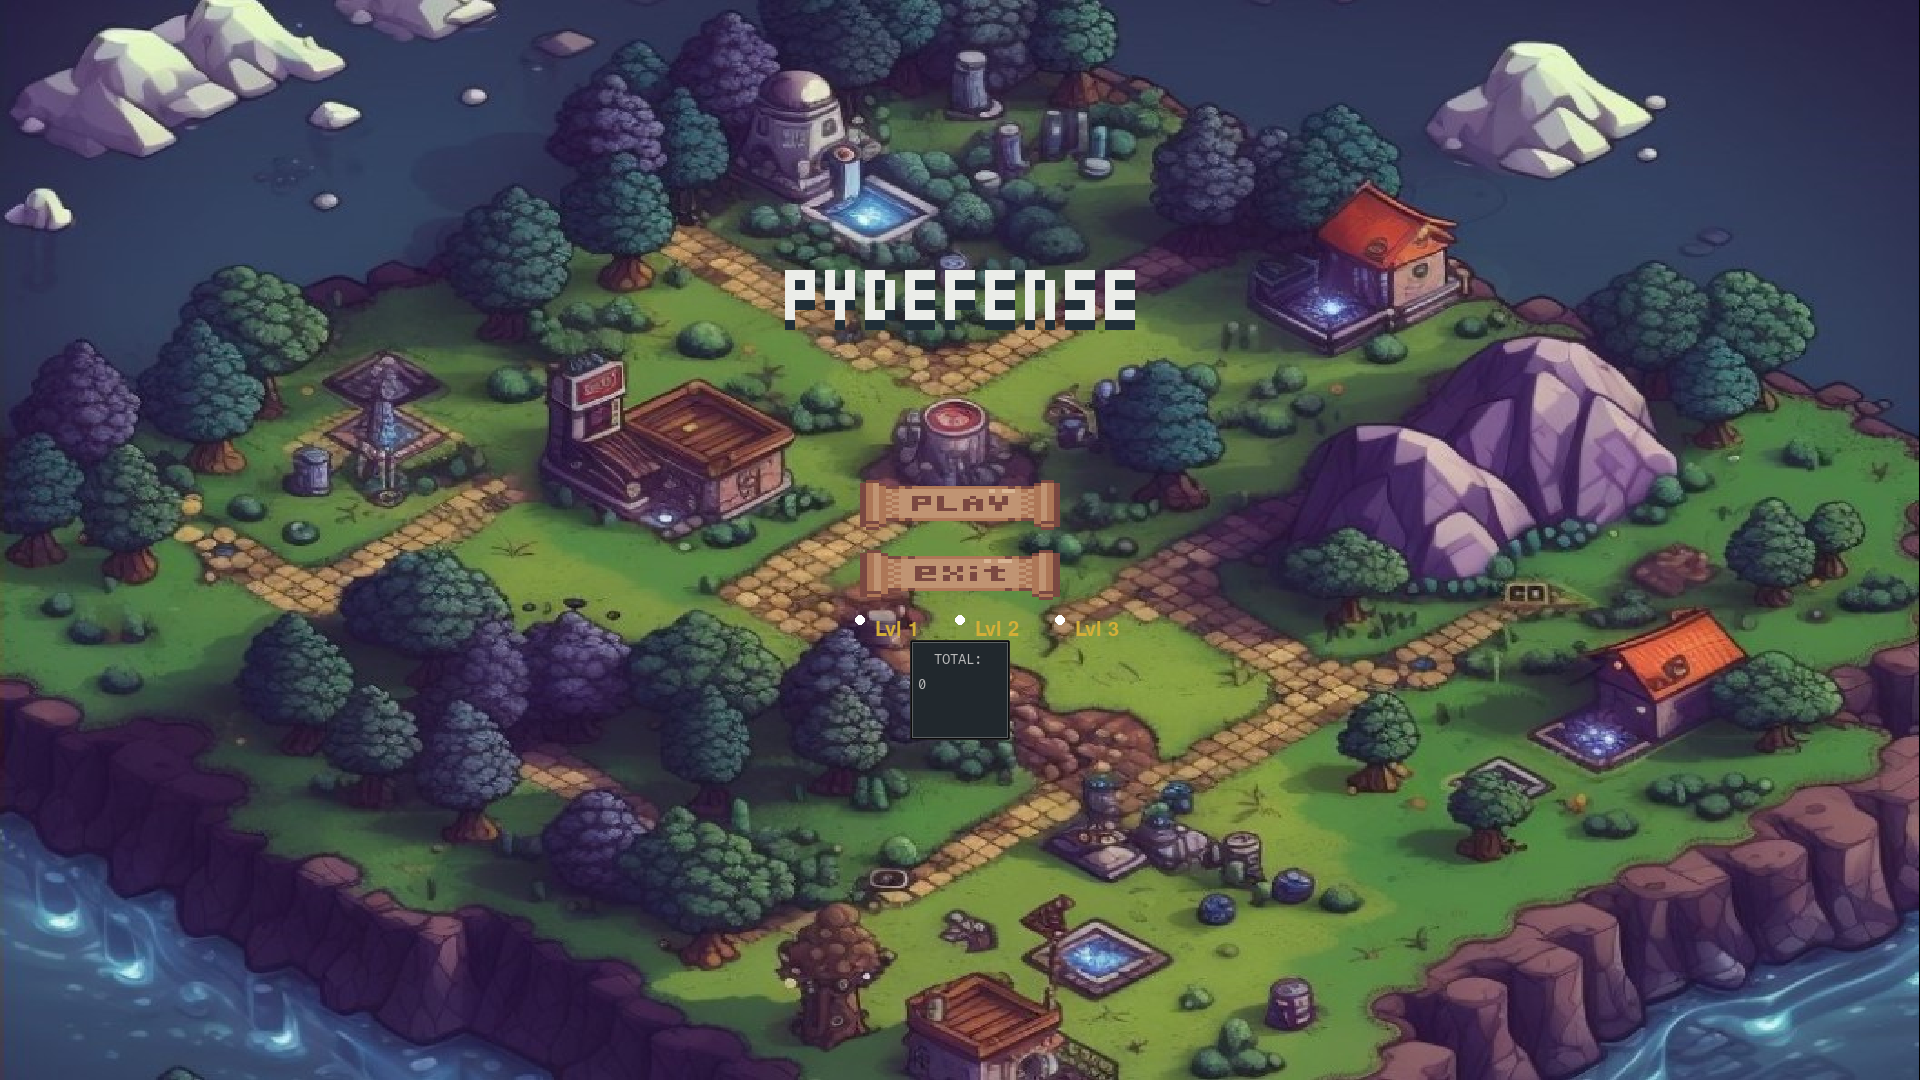 PYDEFENSE
PLAY
exit
Lvl 1 Lvl 2 Lvl 3
TOTAL:
0